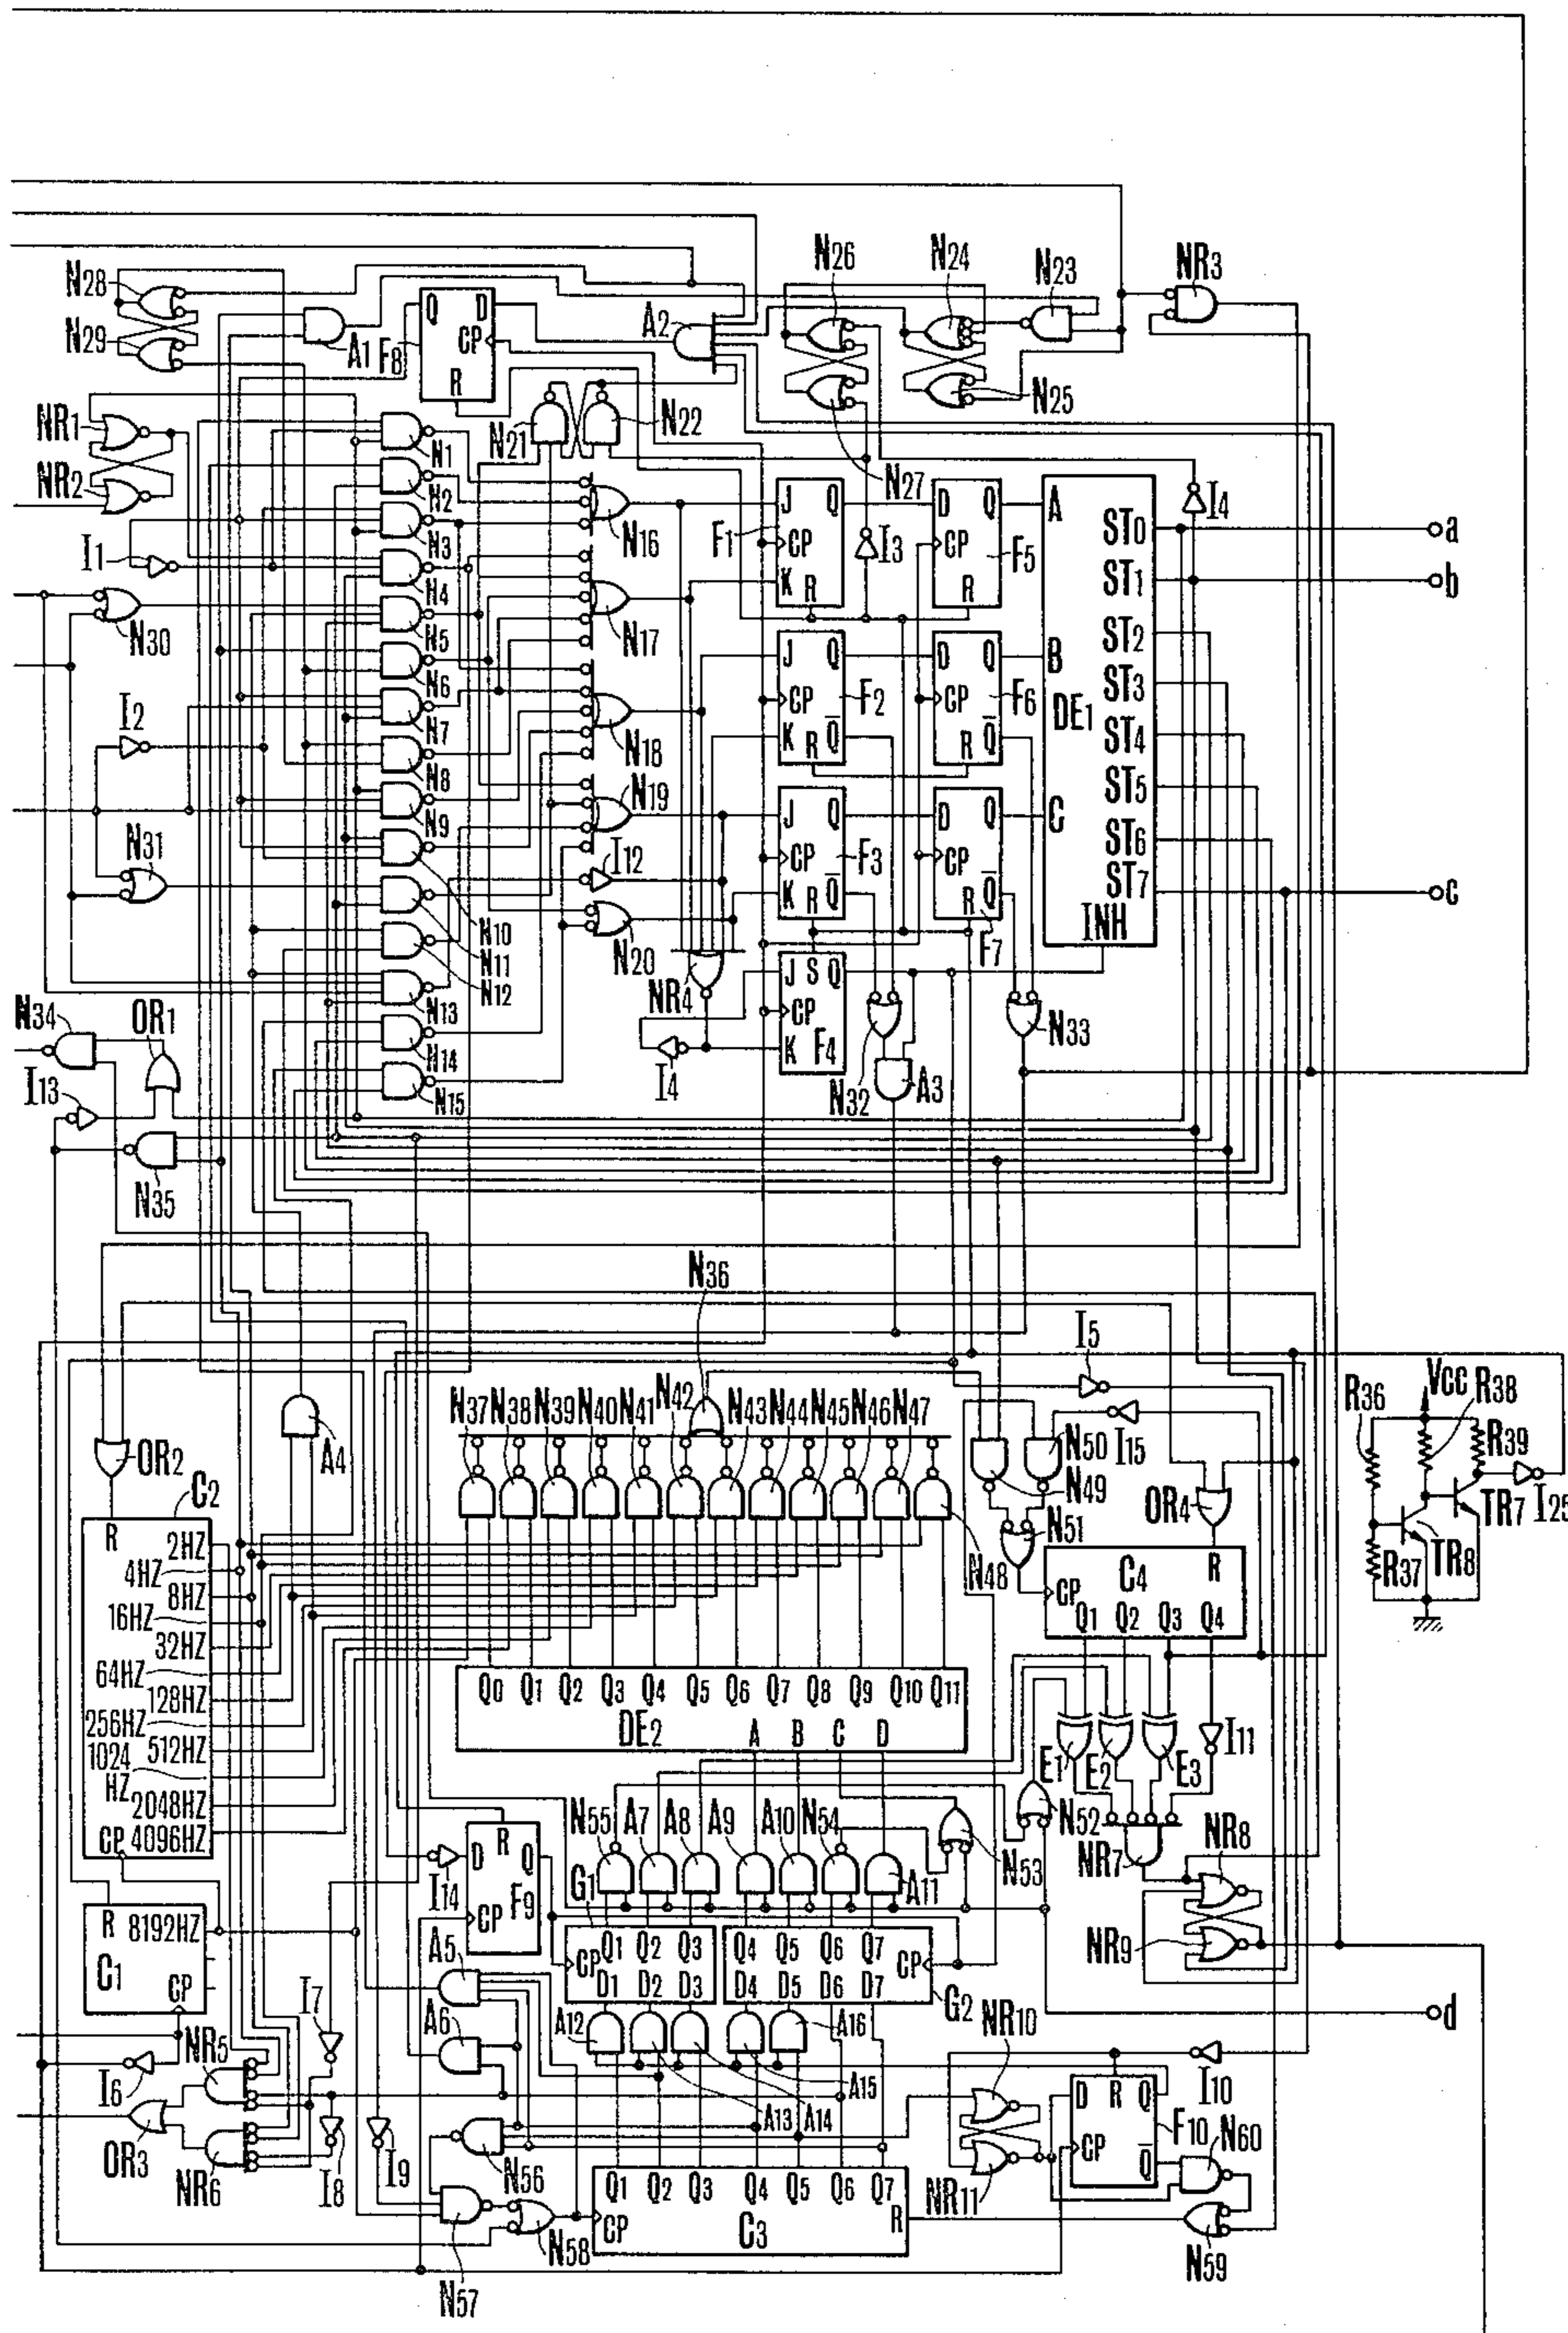 N28
N29
A1
F8
Q D
CP
R
A2
N26
N24
N23
NR3
N25
N27
NR1
NR2
N21
N22
N1
N2
N3
N4
N5
N6
N7
N8
N9
N10
N11
N12
N13
N14
N15
I1
N30
I2
N31
N16
N17
N18
N19
I12
N20
NR4
I4
F1
J Q
CP
K R
I3
D Q
CP
F5
R
A
B
C
DE1
ST0
ST1
ST2
ST3
ST4
ST5
ST6
ST7
INH
I4
a
b
c
J Q
CP
F2
K R Q̅
D Q
CP
F6
R Q̅
J Q
CP
F3
K R Q̅
D Q
CP
R Q̅
F7
J S Q
CP
K F4
N32
A3
N33
N34
OR1
I13
N35
N36
N37 N38 N39 N40 N41 N42 N43 N44 N45 N46 N47
N48
A4
OR2
I5
N50
I15
N49
N51
OR4
R36
VCC
R38
R39
R37
TR8
TR7
I25
C2
R
2HZ
4HZ
8HZ
16HZ
32HZ
64HZ
128HZ
256HZ
512HZ
1024
HZ
2048HZ
CP 4096HZ
C4
R
CP
Q1 Q2 Q3 Q4
Q0 Q1 Q2 Q3 Q4 Q5 Q6 Q7 Q8 Q9 Q10 Q11
DE2 A B C D
E1
E2
E3
I11
N52
NR7
NR8
NR9
N55 A7 A8 A9 A10 N54
A11
N53
I14
D R Q
F9
CP
G1
Q1 Q2 Q3
CP
D1 D2 D3
Q4 Q5 Q6 Q7
CP
D4 D5 D6 D7
G2
R 8192HZ
C1
CP
A5
A6
A12
A13
A14
A15
A16
d
I6
I7
I8
I9
NR5
NR6
OR3
NR10
NR11
I10
D R Q
F10
CP
Q̅
N60
N59
N56
N57
N58
Q1 Q2 Q3 Q4 Q5 Q6 Q7
CP
C3
R